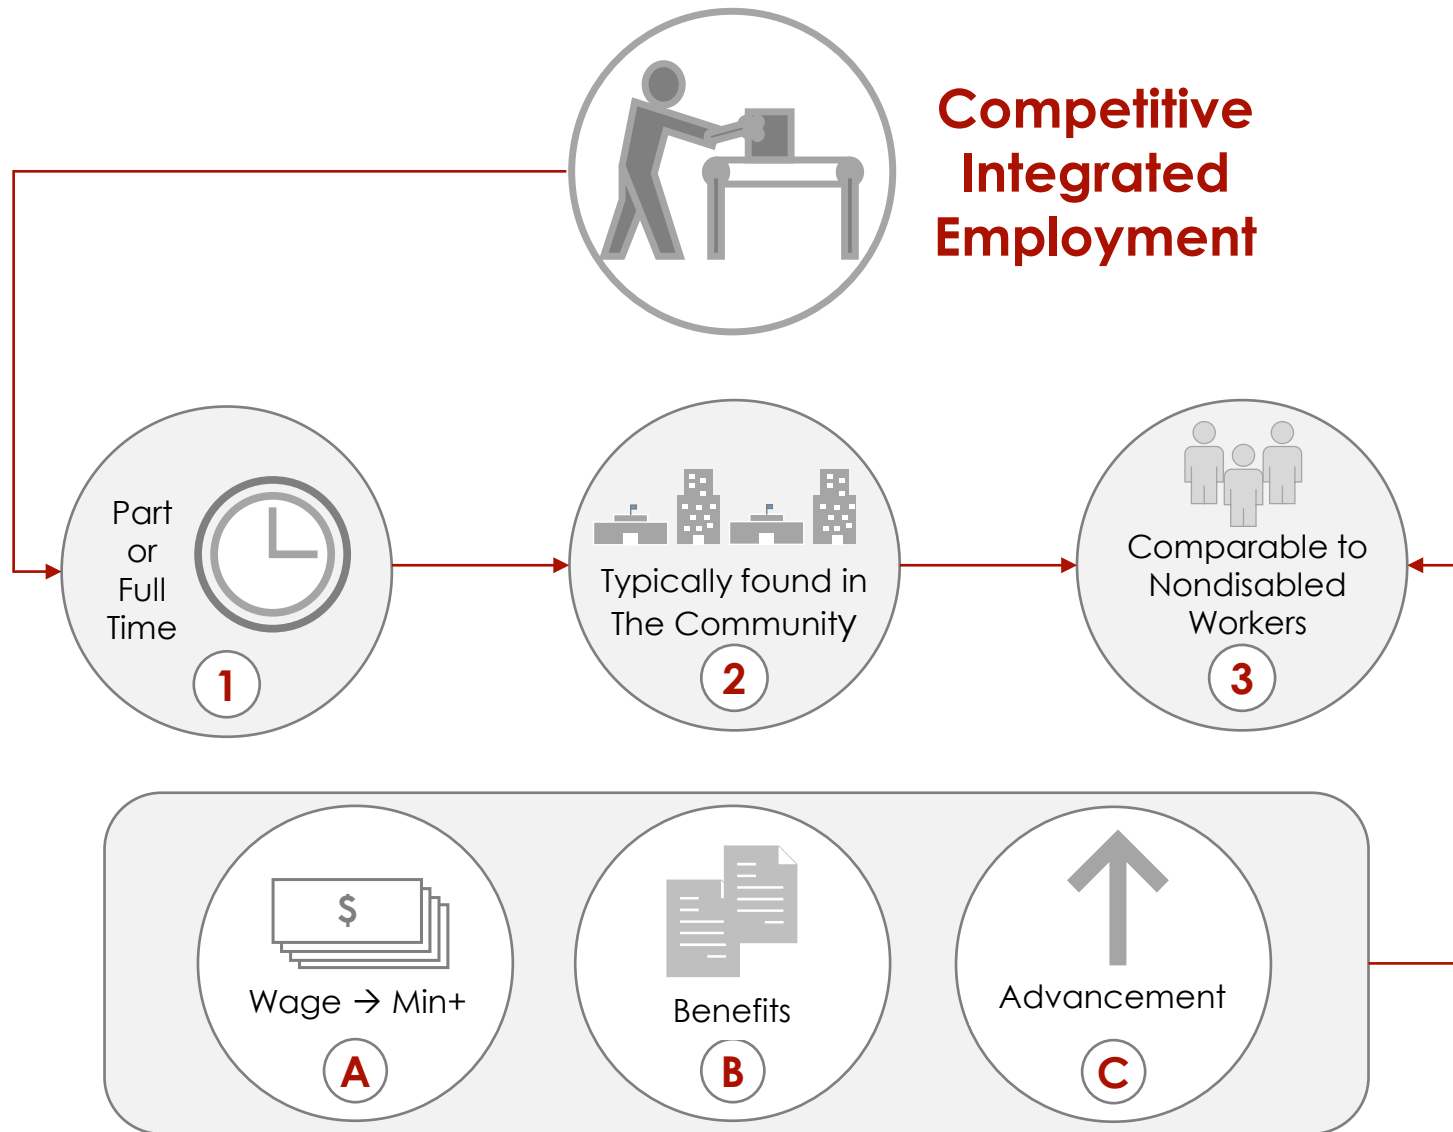 Competitive
Integrated
Employment
Part
or
Full
Time
1
Typically found in
The Community
2
Comparable to
Nondisabled
Workers
3
$
Wage → Min+
A
Benefits
B
Advancement
C